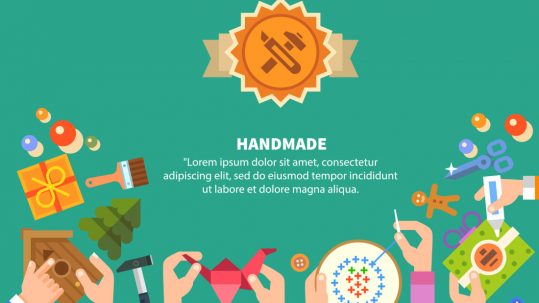 HANDMADE
"Lorem ipsum dolor sit amet, consectetur
adipiscing elit, sed do eiusmod tempor incididunt
ut labore et dolore magna aliqua.